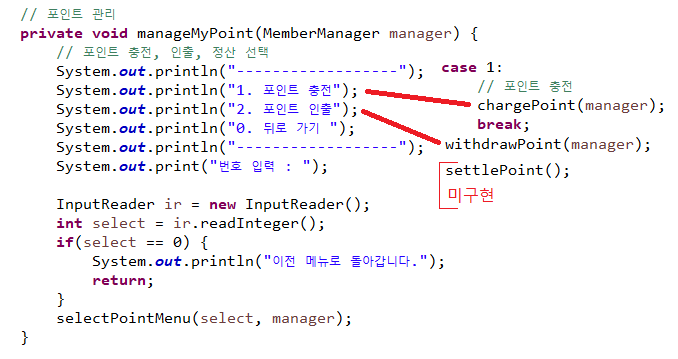 // 포인트 관리
private void manageMyPoint(MemberManager manager) {
// 포인트 충전, 인출, 정산 선택
System.out.println("------------------");
System.out.println("1. 포인트 충전");
System.out.println("2. 포인트 인출");
System.out.println("0. 뒤로 가기 ");
System.out.println("------------------");
System.out.print("번호 입력 : ");
InputReader ir = new InputReader();
int select = ir.readInteger();
if(select == 0) {
System.out.println("이전 메뉴로 돌아갑니다.");
return;
}
selectPointMenu(select, manager);
}
case 1:
// 포인트 충전
chargePoint(manager);
break;
withdrawPoint(manager);
settlePoint();
미구현